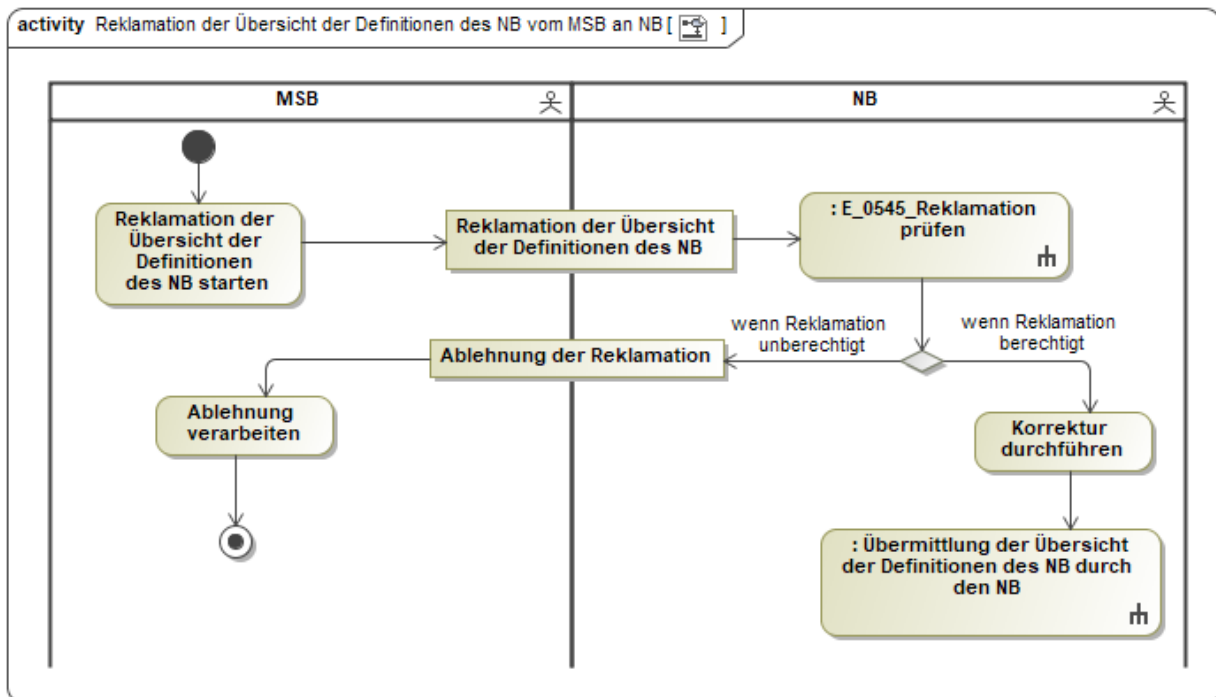 activity Reklamation der Übersicht der Definitionen des NB vom MSB an NB [ ]
MSB
NB
Reklamation der
Übersicht der
Definitionen
des NB starten
Reklamation der Übersicht
der Definitionen des NB
: E_0545_Reklamation
prüfen
wenn Reklamation
unberechtigt
wenn Reklamation
berechtigt
Ablehnung der Reklamation
Ablehnung
verarbeiten
Korrektur
durchführen
: Übermittlung der Übersicht
der Definitionen des NB durch
den NB